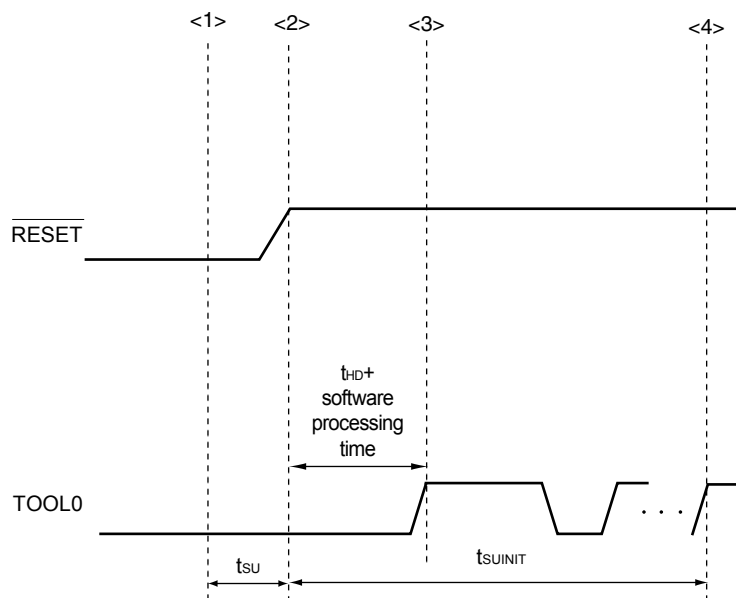 <1> <2> <3> <4>
RESET
tHD+
software
processing
time
TOOL0
. . .
tSU tSUINIT